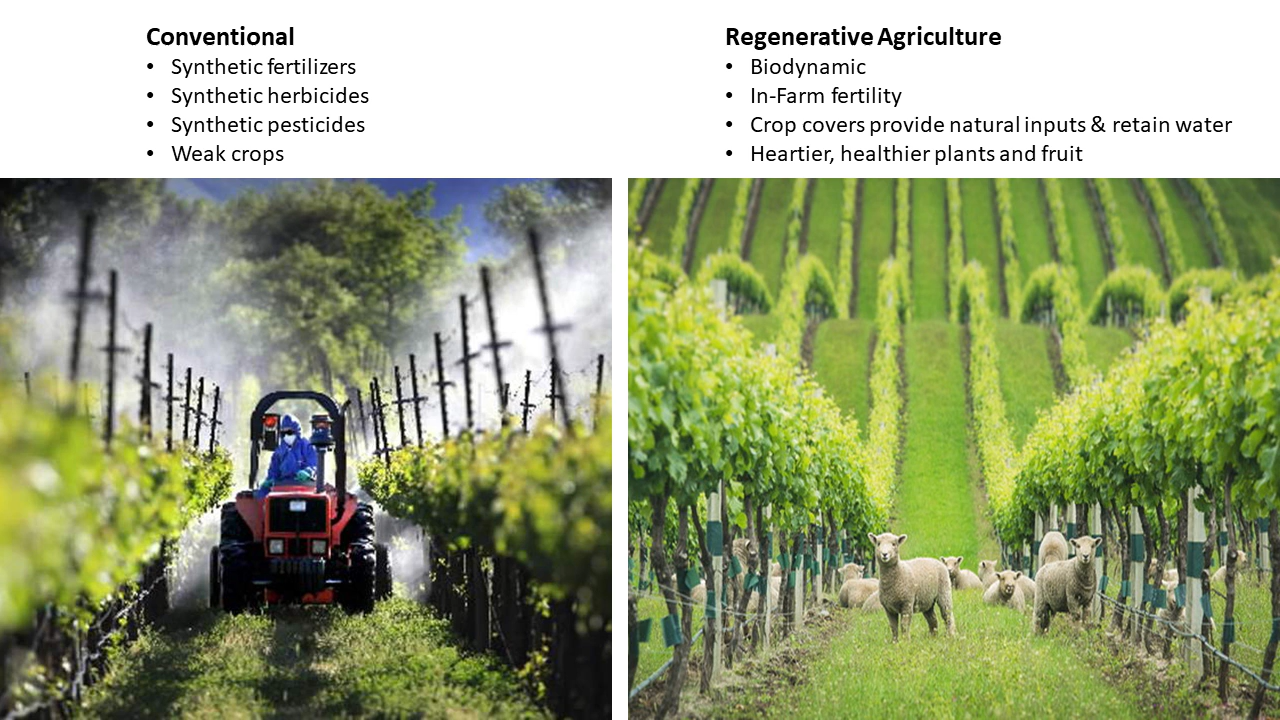 Conventional
• Synthetic fertilizers
• Synthetic herbicides
• Synthetic pesticides
• Weak crops
Regenerative Agriculture
• Biodynamic
• In-Farm fertility
• Crop covers provide natural inputs & retain water
• Heartier, healthier plants and fruit